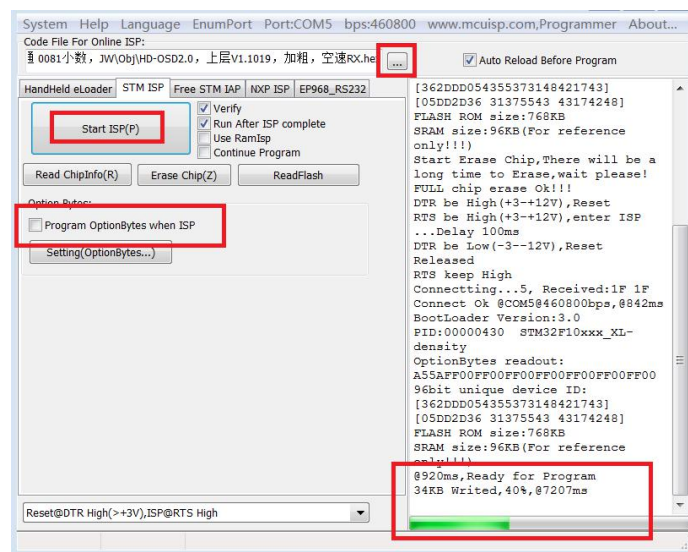 System Help Language EnumPort Port:COM5 bps:460800 www.mcuisp.com,Programmer About...
Code File For Online ISP:
0081小数，JW\Obj\HD-OSD2.0，上层V1.1019，加粗，空速RX.he
...
Auto Reload Before Program
HandHeld eLoader STM ISP Free STM IAP NXP ISP EP968_RS232
Start ISP(P)
Verify
Run After ISP complete
Use RamIsp
Continue Program
Read ChipInfo(R) Erase Chip(Z) ReadFlash
Option Bytes:
Program OptionBytes when ISP
Setting(OptionBytes...)
Reset@DTR High(>+3V),ISP@RTS High
[362DDD054355373148421743]
[05DD2D36 31375543 43174248]
FLASH ROM size:768KB
SRAM size:96KB(For reference
only!!!)
Start Erase Chip,There will be a
long time to Erase,wait please!
FULL chip erase Ok!!!
DTR be High(+3-+12V),Reset
RTS be High(+3-+12V),enter ISP
...Delay 100ms
DTR be Low(-3--12V),Reset
Released
RTS keep High
Connectting...5, Received:1F 1F
Connect Ok @COM5@460800bps,@842ms
BootLoader Version:3.0
PID:00000430 STM32F10xxx_XL-
density
OptionBytes readout:
A55AFF00FF00FF00FF00FF00FF00FF00
96bit unique device ID:
[362DDD054355373148421743]
[05DD2D36 31375543 43174248]
FLASH ROM size:768KB
SRAM size:96KB(For reference
only!!!)
@920ms,Ready for Program
34KB Writed,40%,@7207ms